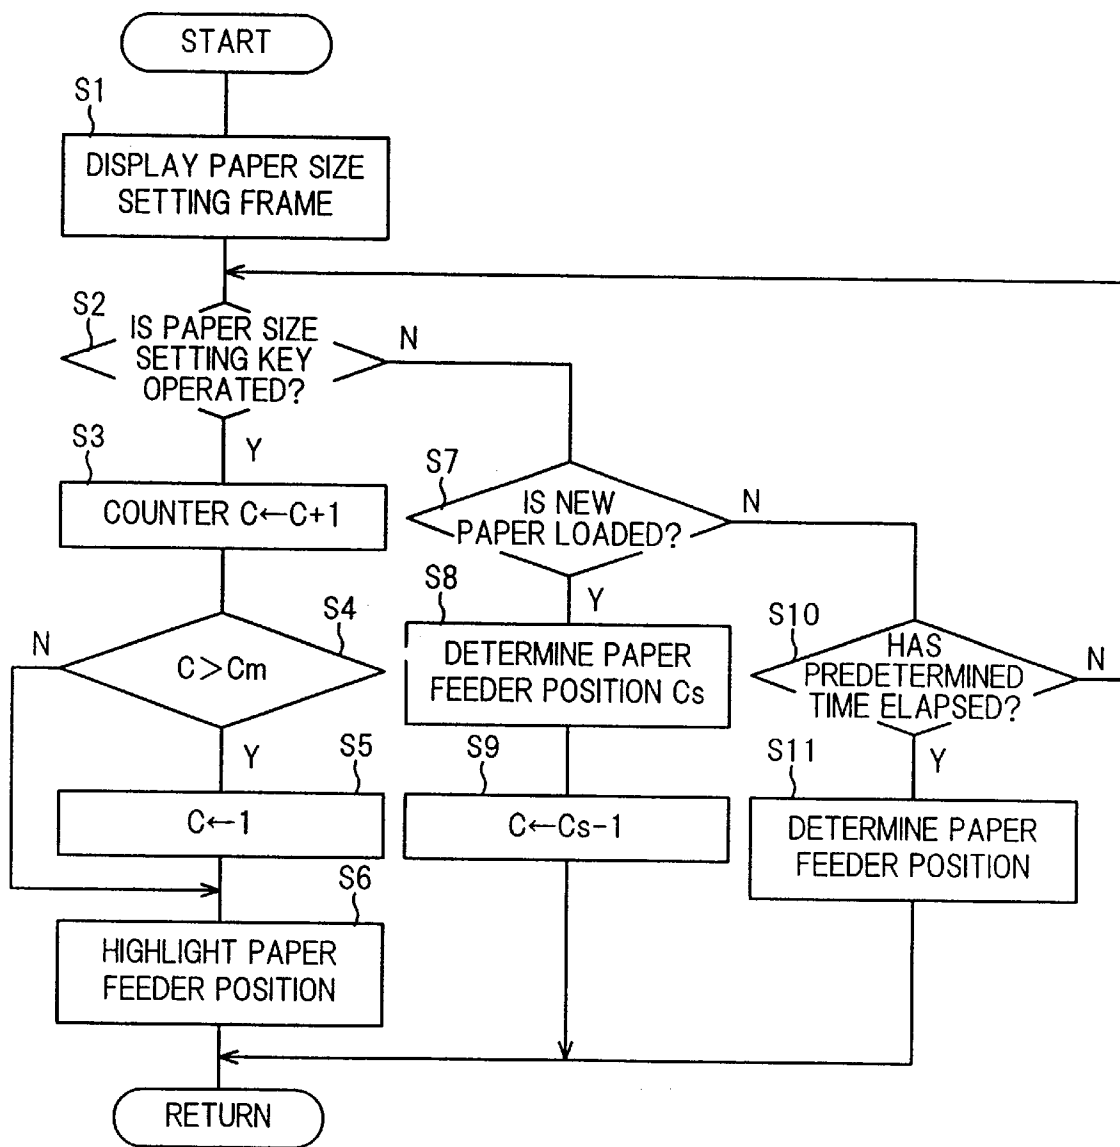 START
S1
DISPLAY PAPER SIZE
SETTING FRAME
S2
IS PAPER SIZE
SETTING KEY
OPERATED?
N
Y
S3
COUNTER C←C+1
S4
C>Cm
N
Y
S5
C←1
S6
HIGHLIGHT PAPER
FEEDER POSITION
S7
IS NEW
PAPER LOADED?
N
Y
S8
DETERMINE PAPER
FEEDER POSITION Cs
S9
C←Cs-1
S10
HAS
PREDETERMINED
TIME ELAPSED?
N
Y
S11
DETERMINE PAPER
FEEDER POSITION
RETURN